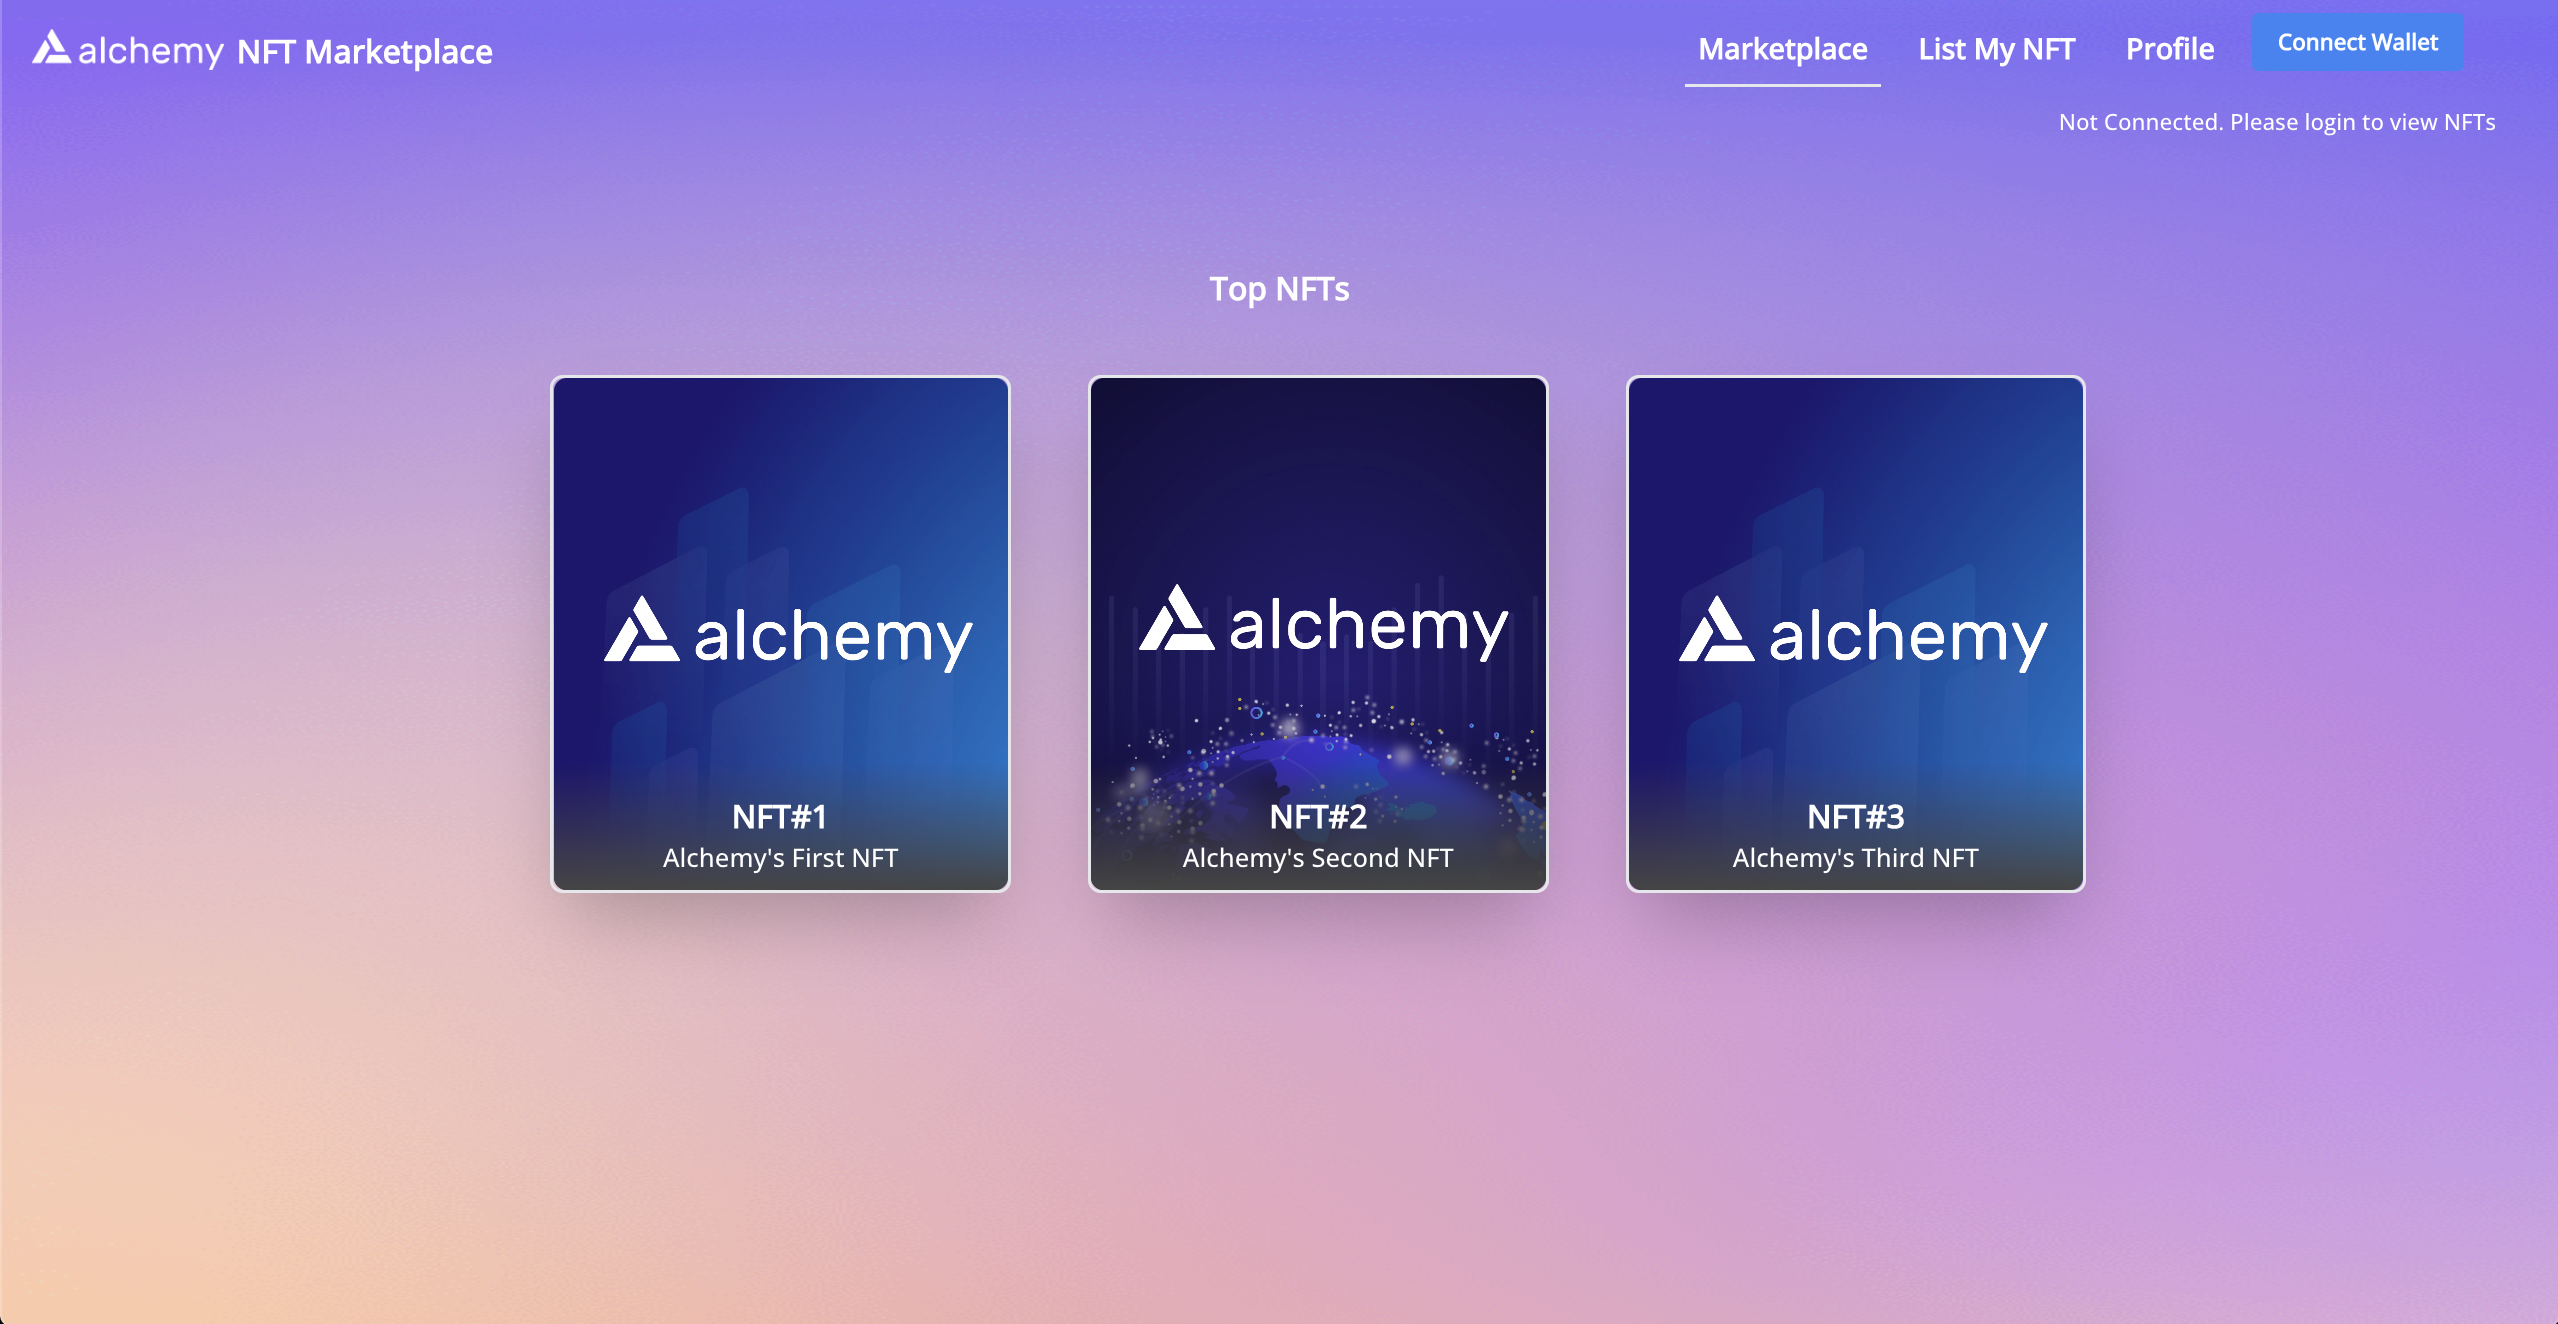 alchemy NFT Marketplace
Marketplace
List My NFT
Profile
Connect Wallet
Not Connected. Please login to view NFTs
Top NFTs
alchemy
NFT#1
Alchemy's First NFT
alchemy
NFT#2
Alchemy's Second NFT
alchemy
NFT#3
Alchemy's Third NFT